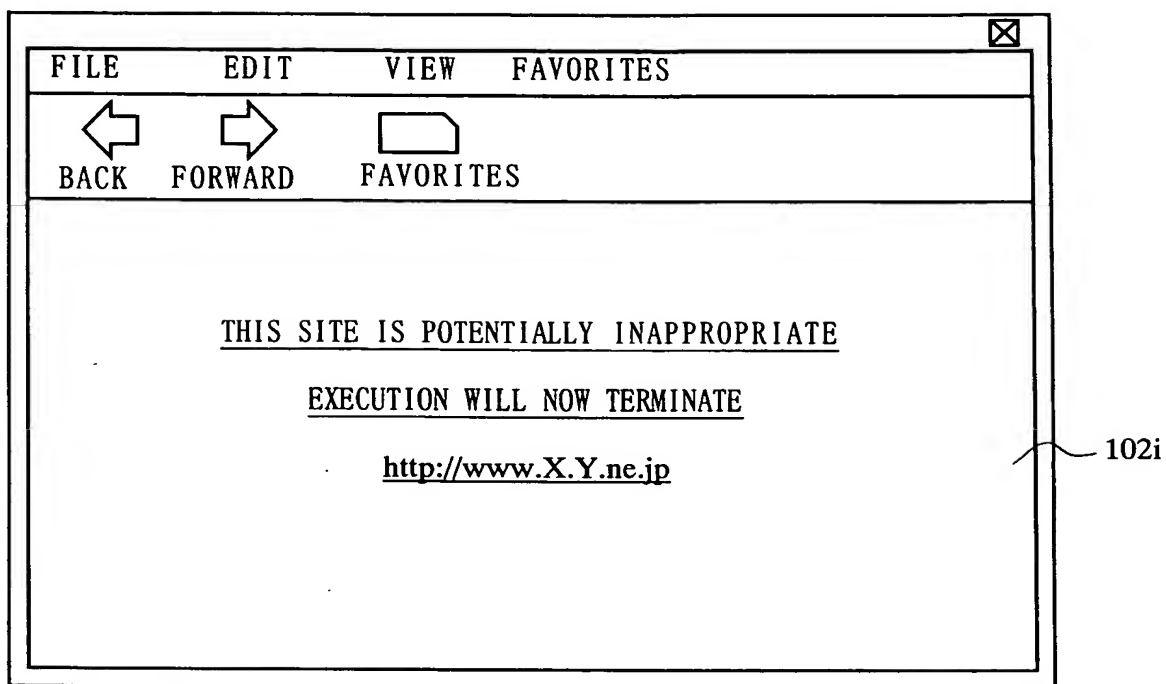 FILE EDIT VIEW FAVORITES
BACK FORWARD FAVORITES
THIS SITE IS POTENTIALLY INAPPROPRIATE
EXECUTION WILL NOW TERMINATE
http://www.X.Y.ne.jp
102i